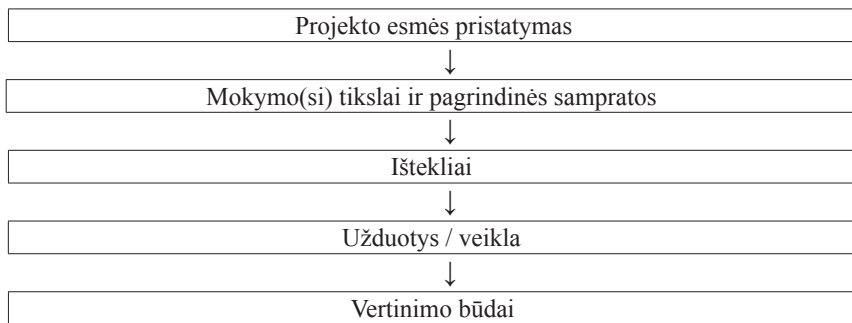 Projekto esmės pristatymas
↓
Mokymo(si) tikslai ir pagrindinės sampratos
↓
Ištekliai
↓
Užduotys / veikla
↓
Vertinimo būdai